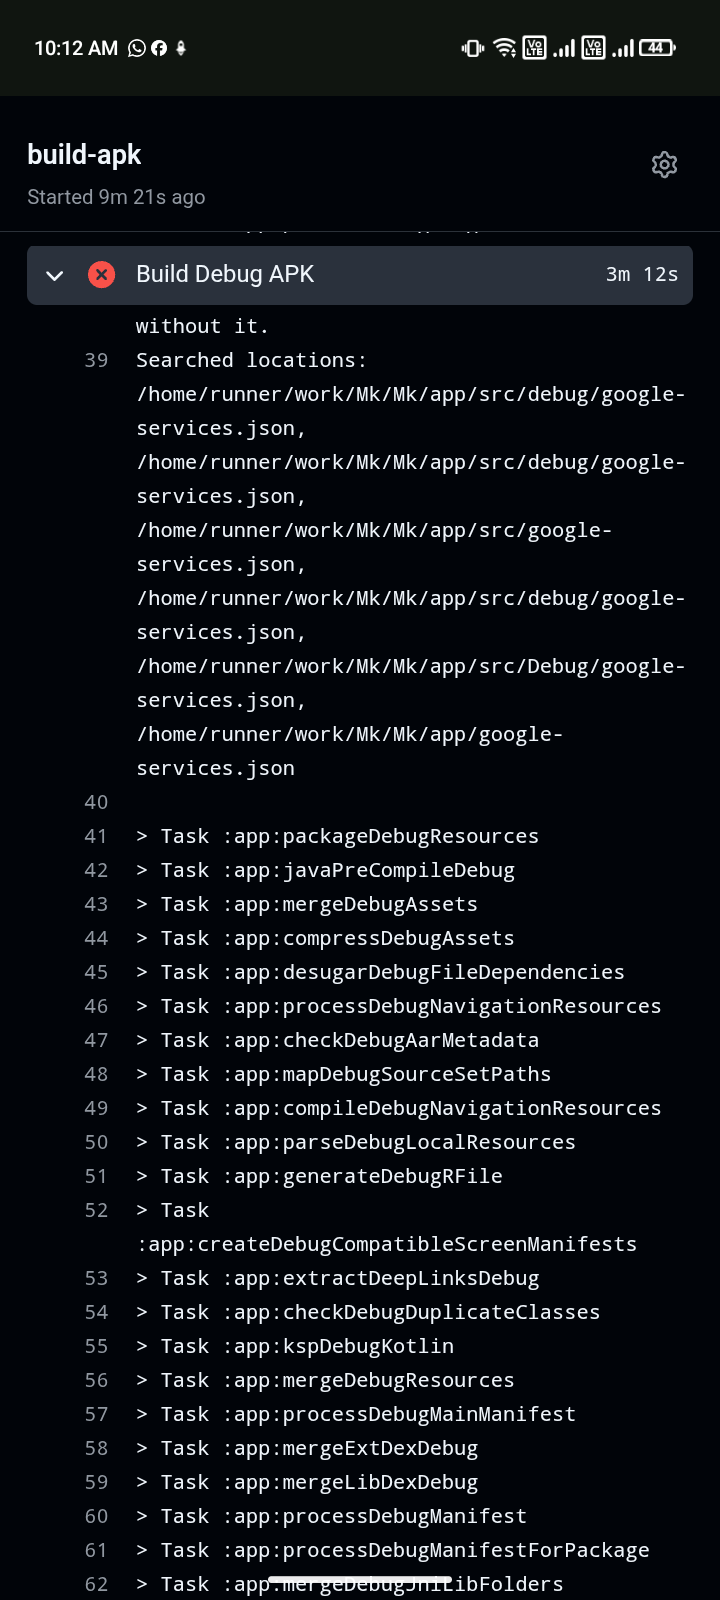 10:12 AM
Vo LTE
Vo LTE
44
build-apk
Started 9m 21s ago
Build Debug APK
3m 12s
without it.
39 Searched locations:
/home/runner/work/Mk/Mk/app/src/debug/google-
services.json,
/home/runner/work/Mk/Mk/app/src/debug/google-
services.json,
/home/runner/work/Mk/Mk/app/src/google-
services.json,
/home/runner/work/Mk/Mk/app/src/debug/google-
services.json,
/home/runner/work/Mk/Mk/app/src/Debug/google-
services.json,
/home/runner/work/Mk/Mk/app/google-
services.json
40
41 > Task :app:packageDebugResources
42 > Task :app:javaPreCompileDebug
43 > Task :app:mergeDebugAssets
44 > Task :app:compressDebugAssets
45 > Task :app:desugarDebugFileDependencies
46 > Task :app:processDebugNavigationResources
47 > Task :app:checkDebugAarMetadata
48 > Task :app:mapDebugSourceSetPaths
49 > Task :app:compileDebugNavigationResources
50 > Task :app:parseDebugLocalResources
51 > Task :app:generateDebugRFile
52 > Task
:app:createDebugCompatibleScreenManifests
53 > Task :app:extractDeepLinksDebug
54 > Task :app:checkDebugDuplicateClasses
55 > Task :app:kspDebugKotlin
56 > Task :app:mergeDebugResources
57 > Task :app:processDebugMainManifest
58 > Task :app:mergeExtDexDebug
59 > Task :app:mergeLibDexDebug
60 > Task :app:processDebugManifest
61 > Task :app:processDebugManifestForPackage
62 > Task :app:mergeDebugJniLibFolders